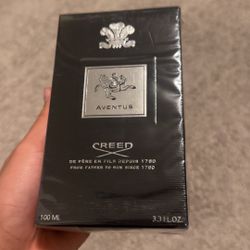 AVENTUS
CREED
DE PÈRE EN FILS DEPUIS 1760
FROM FATHER TO SON SINCE 1760
100 ML 3.3 FL.OZ